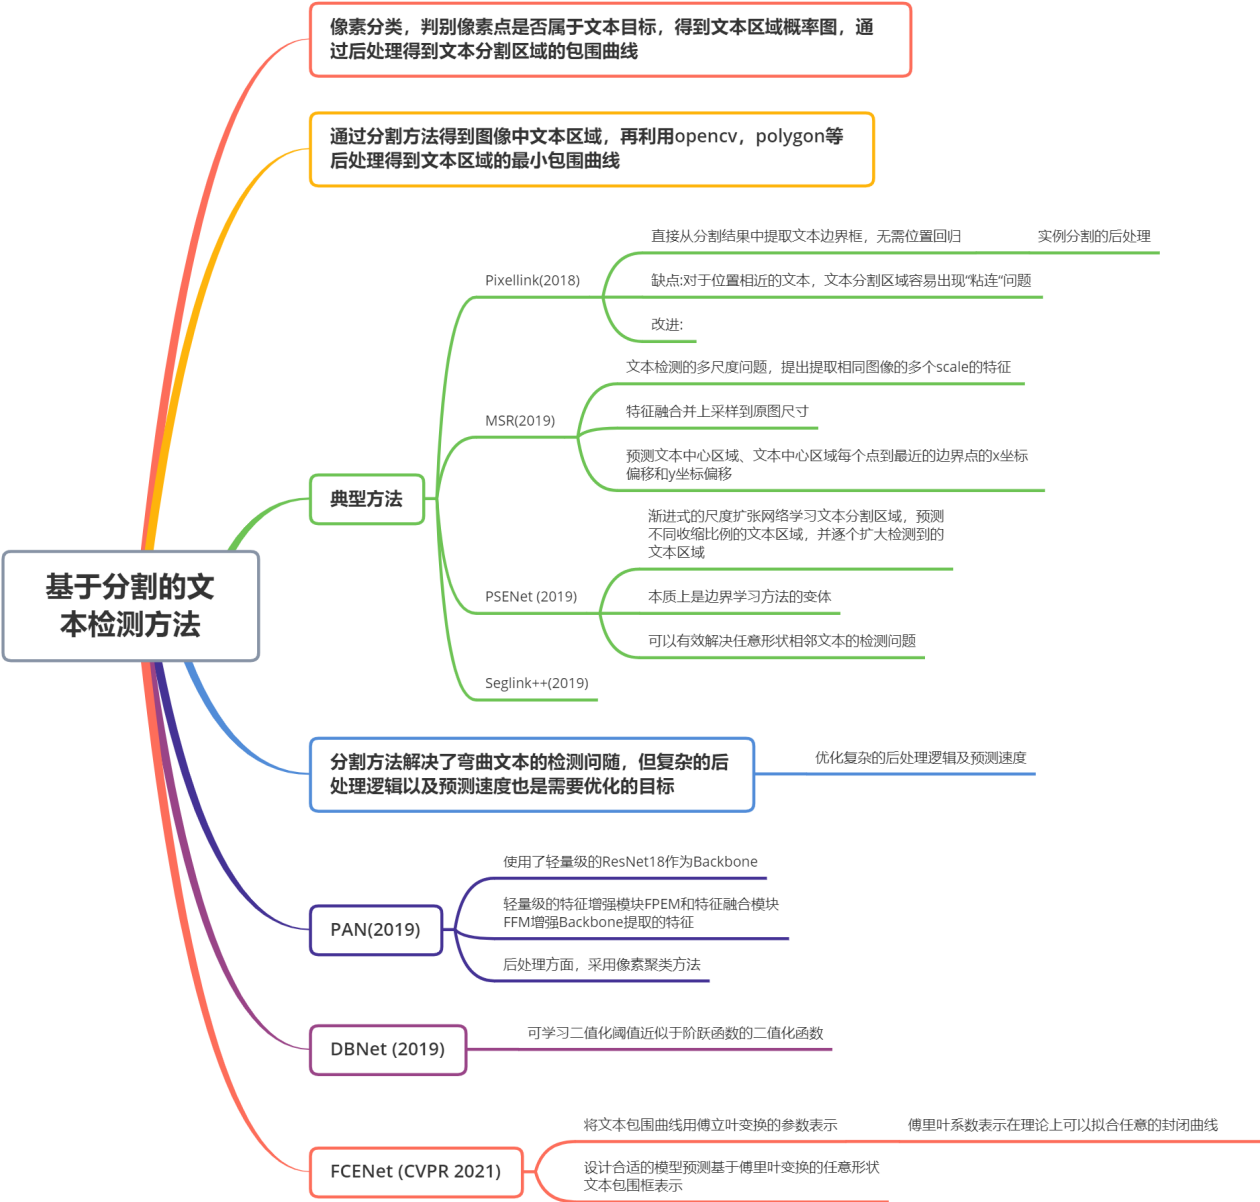 像素分类，判别像素点是否属于文本目标，得到文本区域概率图，通
过后处理得到文本分割区域的包围曲线
通过分割方法得到图像中文本区域，再利用opencv，polygon等
后处理得到文本区域的最小包围曲线
直接从分割结果中提取文本边界框，无需位置回归
实例分割的后处理
Pixellink(2018)
缺点:对于位置相近的文本，文本分割区域容易出现“粘连“问题
改进:
文本检测的多尺度问题，提出提取相同图像的多个scale的特征
MSR(2019)
特征融合并上采样到原图尺寸
预测文本中心区域、文本中心区域每个点到最近的边界点的x坐标
偏移和y坐标偏移
典型方法
渐进式的尺度扩张网络学习文本分割区域，预测
不同收缩比例的文本区域，并逐个扩大检测到的
文本区域
PSENet (2019)
本质上是边界学习方法的变体
可以有效解决任意形状相邻文本的检测问题
Seglink++(2019)
基于分割的文
本检测方法
分割方法解决了弯曲文本的检测问随，但复杂的后
处理逻辑以及预测速度也是需要优化的目标
优化复杂的后处理逻辑及预测速度
使用了轻量级的ResNet18作为Backbone
PAN(2019)
轻量级的特征增强模块FPEM和特征融合模块
FFM增强Backbone提取的特征
后处理方面，采用像素聚类方法
DBNet (2019)
可学习二值化阈值近似于阶跃函数的二值化函数
将文本包围曲线用傅立叶变换的参数表示
傅里叶系数表示在理论上可以拟合任意的封闭曲线
FCENet (CVPR 2021)
设计合适的模型预测基于傅里叶变换的任意形状
文本包围框表示